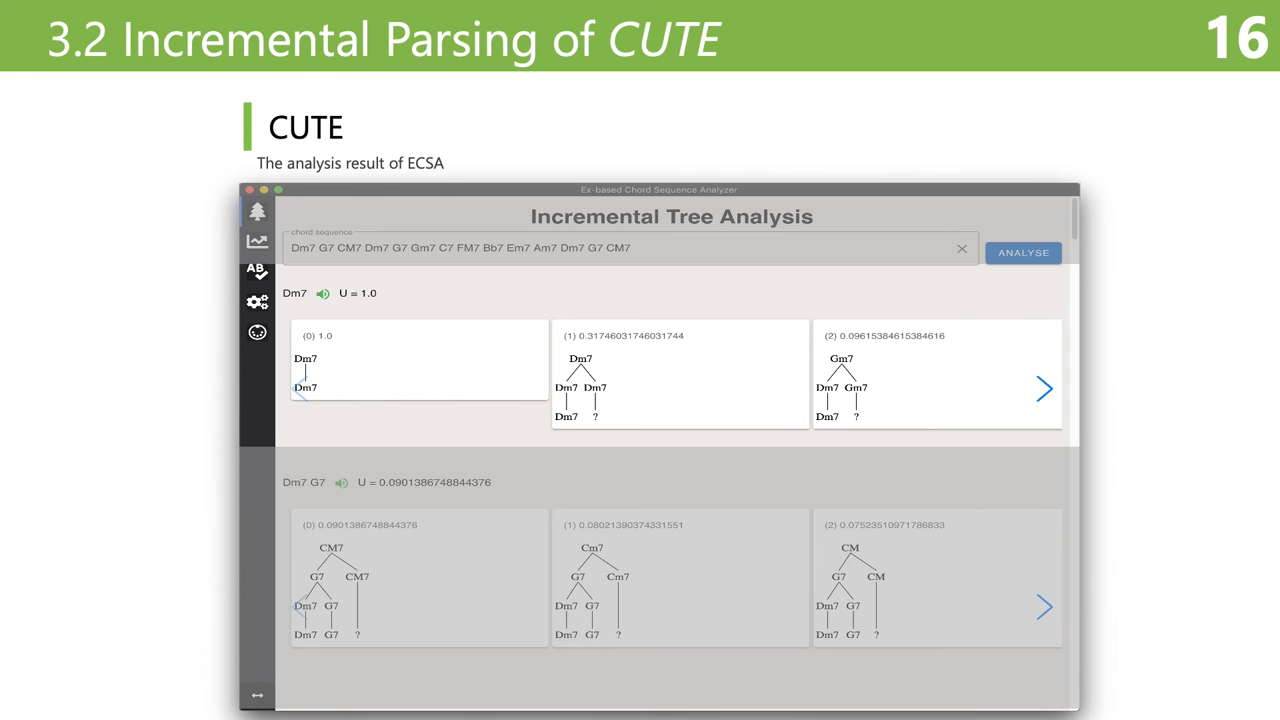 3.2 Incremental Parsing of CUTE
16
CUTE
The analysis result of ECSA
Ex-based Chord Sequence Analyzer
Incremental Tree Analysis
chord sequence
Dm7 G7 CM7 Dm7 G7 Gm7 C7 FM7 Bb7 Em7 Am7 Dm7 G7 CM7
ANALYSE
AB
Dm7 U = 1.0
(0) 1.0
Dm7
Dm7
(1) 0.31746031746031744
Dm7
Dm7 Dm7
Dm7 ?
(2) 0.09615384615384616
Gm7
Dm7 Gm7
Dm7 ?
Dm7 G7 U = 0.0901386748844376
(0) 0.0901386748844376
CM7
G7 CM7
Dm7 G7
Dm7 G7 ?
(1) 0.08021390374331551
Cm7
G7 Cm7
Dm7 G7
Dm7 G7 ?
(2) 0.07523510971786833
CM
G7 CM
Dm7 G7
Dm7 G7 ?